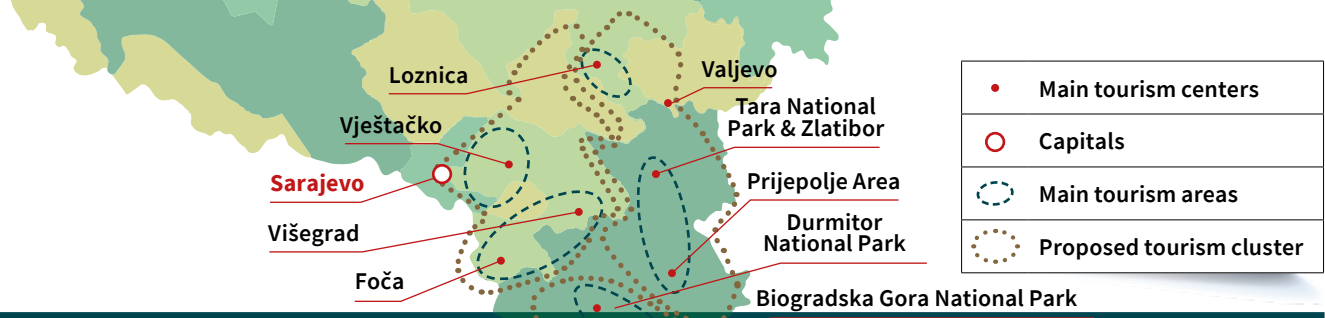 Loznica
Valjevo
Tara National
Park & Zlatibor
Vještačko
Sarajevo
Prijepolje Area
Višegrad
Durmitor
National Park
Foča
Biogradska Gora National Park
Main tourism centers
Capitals
Main tourism areas
Proposed tourism cluster